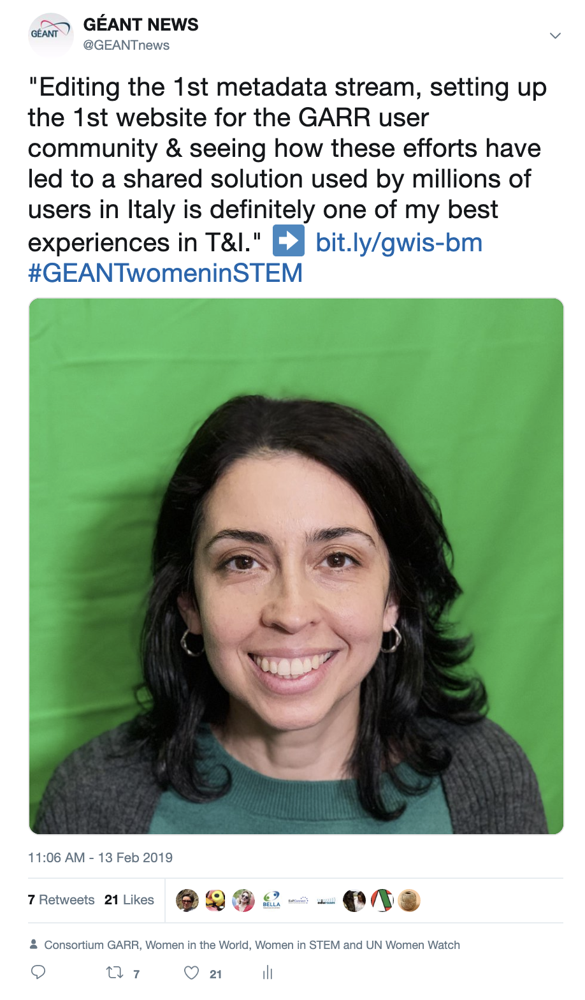 GÉANT
GÉANT NEWS
@GEANTnews
"Editing the 1st metadata stream, setting up
the 1st website for the GARR user
community & seeing how these efforts have
led to a shared solution used by millions of
users in Italy is definitely one of my best
experiences in T&I." ➡️ bit.ly/gwis-bm
#GEANTwomeninSTEM
11:06 AM - 13 Feb 2019
7 Retweets 21 Likes
BELLA
EaPConnect
eduroam
Consortium GARR, Women in the World, Women in STEM and UN Women Watch
7 21